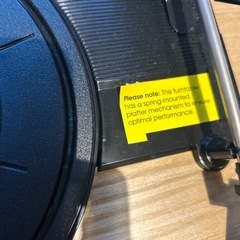 Please note: This turntable
has a spring-mounted
platter mechanism to ensure
optimal performance.